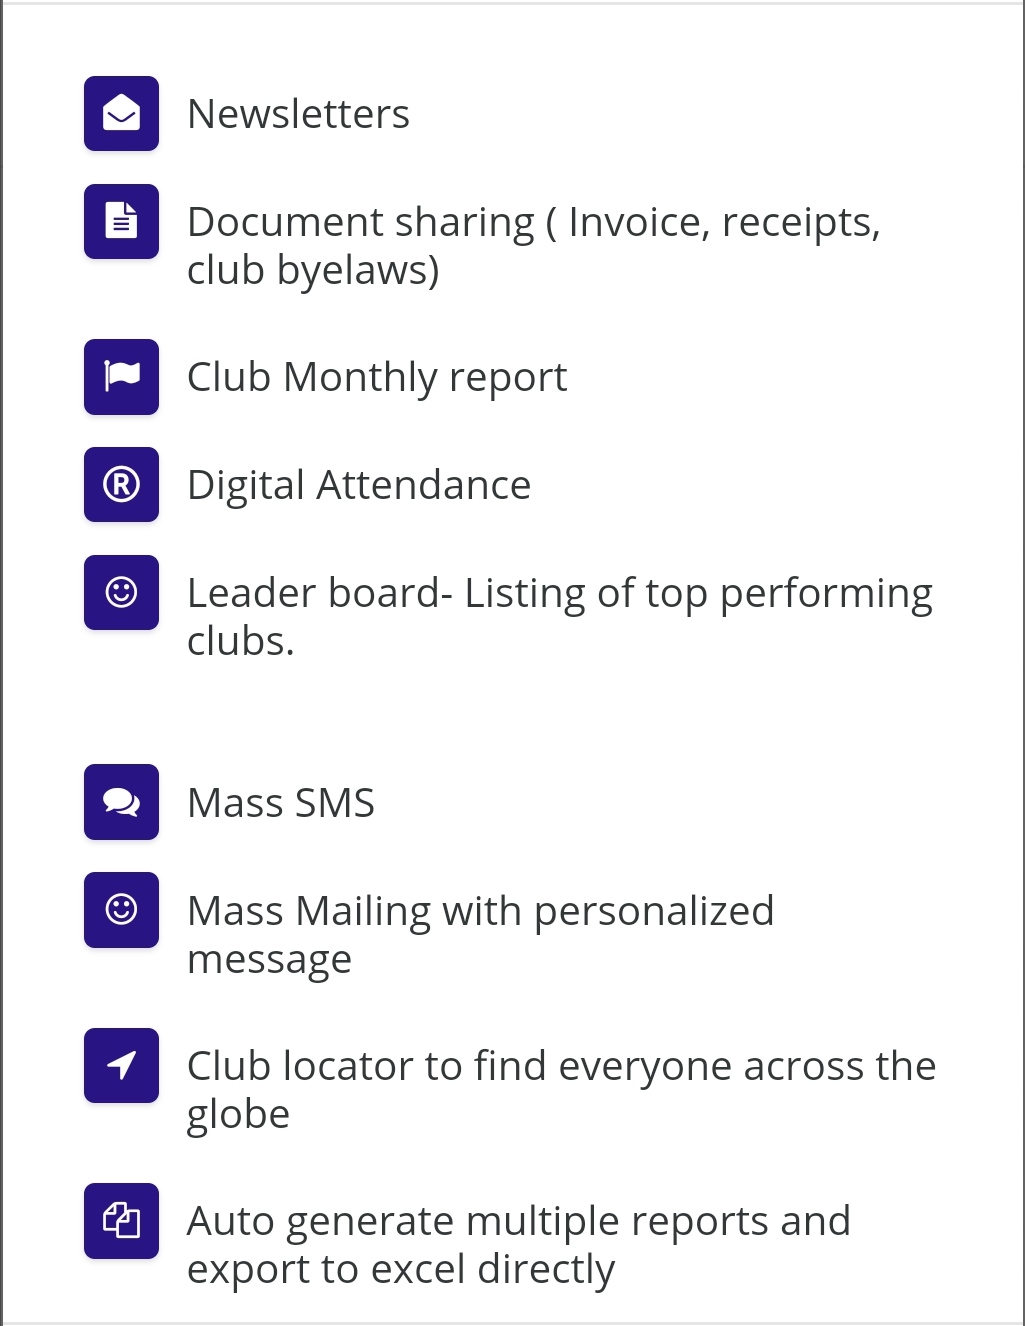 Newsletters
Document sharing ( Invoice, receipts,
club byelaws)
Club Monthly report
Digital Attendance
Leader board- Listing of top performing
clubs.
Mass SMS
Mass Mailing with personalized
message
Club locator to find everyone across the
globe
Auto generate multiple reports and
export to excel directly